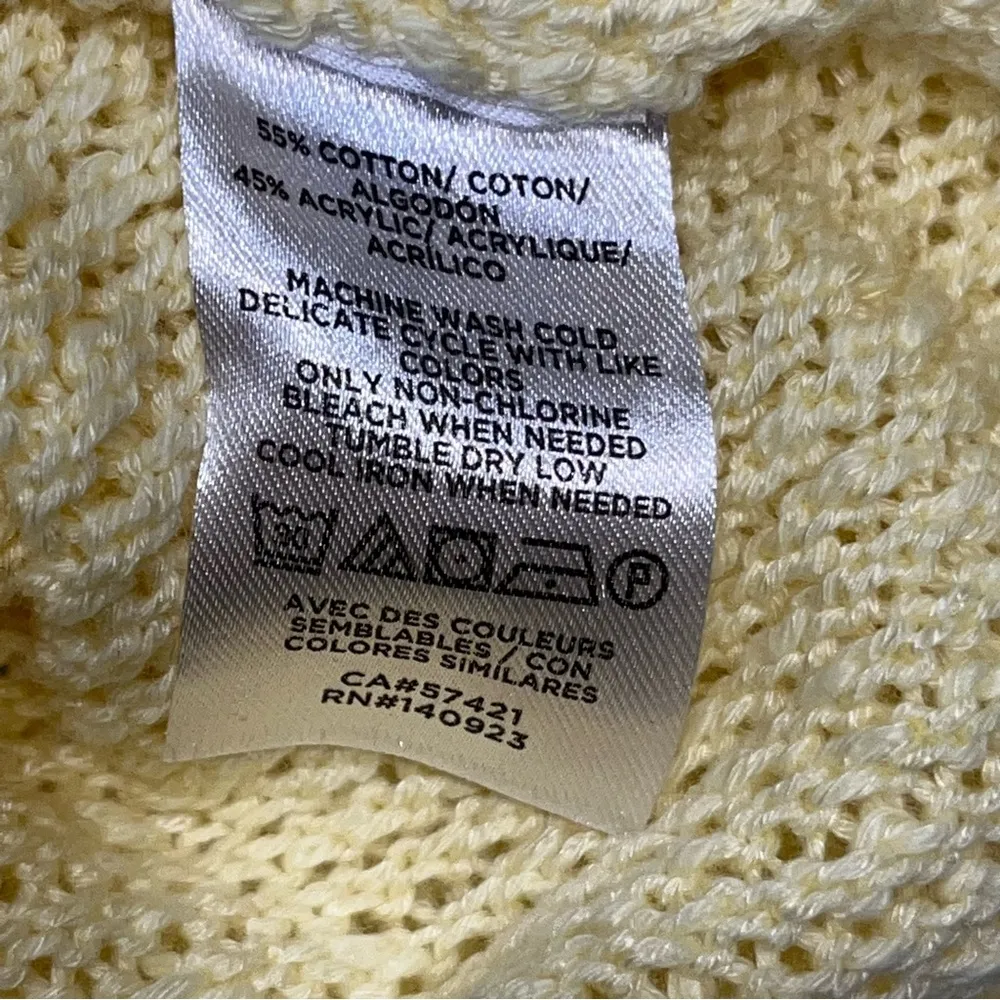 55% COTTON/ COTON/
ALGODÓN
45% ACRYLIC/ ACRYLIQUE/
ACRÍLICO
MACHINE WASH COLD
DELICATE CYCLE WITH LIKE
COLORS
ONLY NON-CHLORINE
BLEACH WHEN NEEDED
TUMBLE DRY LOW
COOL IRON WHEN NEEDED
30 P
AVEC DES COULEURS
SEMBLABLES / CON
COLORES SIMILARES
CA#57421
RN#140923